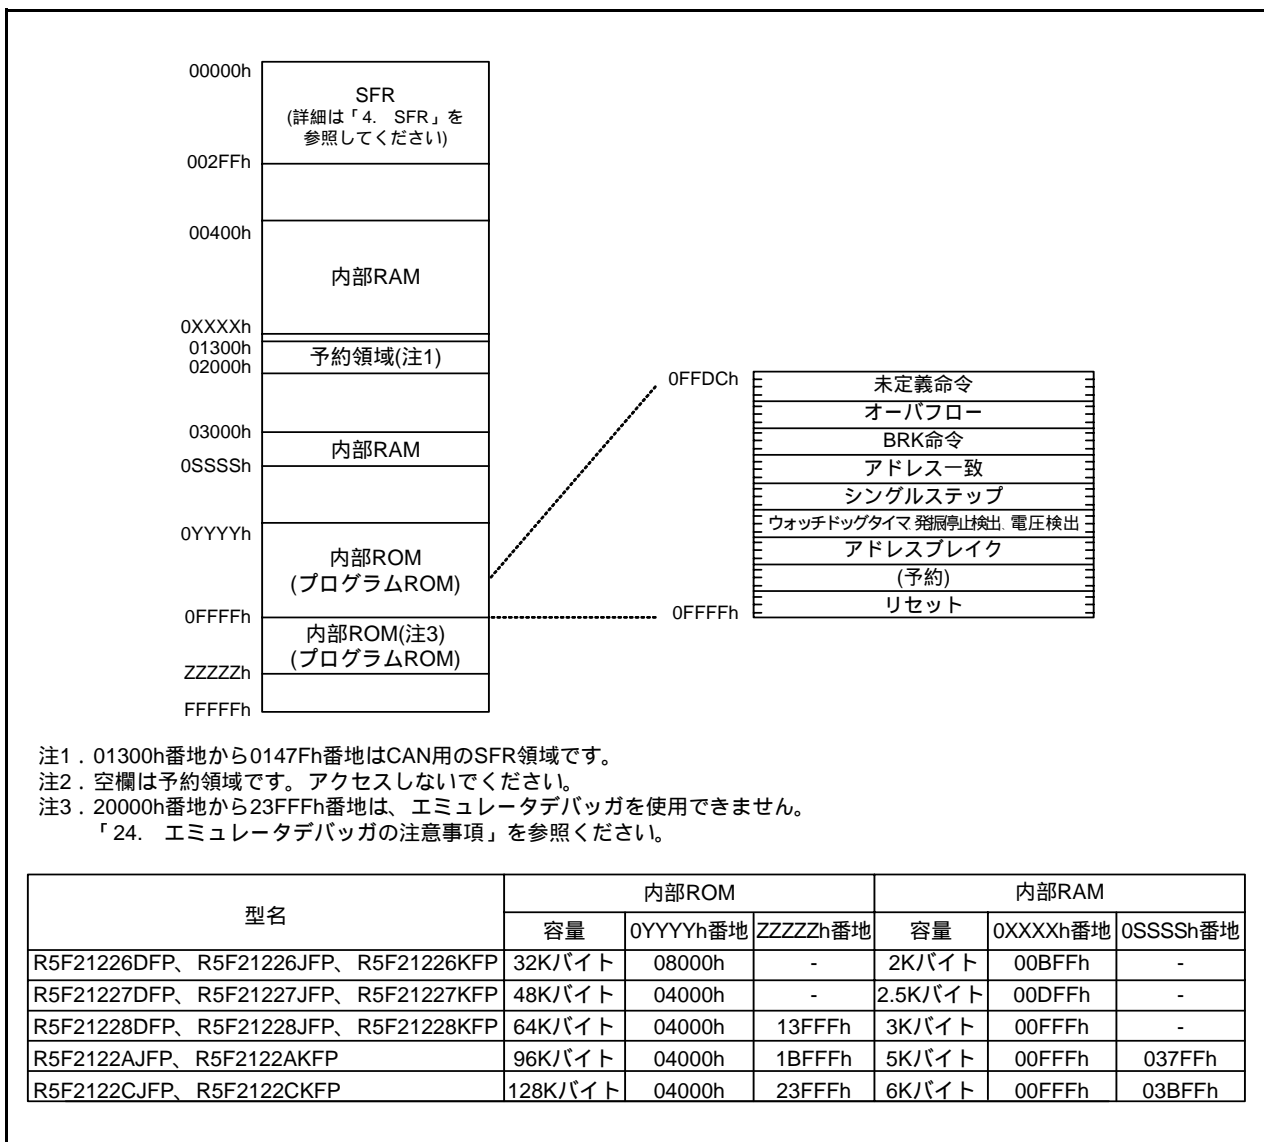 00000h
SFR
(詳細は「4. SFR」を
参照してください)
002FFh
00400h
内部RAM
0XXXXh
01300h
予約領域(注1)
02000h
03000h
内部RAM
0SSSSh
0YYYYh
内部ROM
(プログラムROM)
0FFFFh
内部ROM(注3)
(プログラムROM)
ZZZZZh
FFFFFh
0FFDCh
未定義命令
オーバフロー
BRK命令
アドレス一致
シングルステップ
ウォッチドッグタイマ、発振停止検出、電圧検出
アドレスブレイク
(予約)
0FFFFh
リセット
注1．01300h番地から0147Fh番地はCAN用のSFR領域です。
注2．空欄は予約領域です。アクセスしないでください。
注3．20000h番地から23FFFh番地は、エミュレータデバッガを使用できません。
「24. エミュレータデバッガの注意事項」を参照ください。
型名 内部ROM 内部RAM
容量 0YYYYh番地 ZZZZZh番地 容量 0XXXXh番地 0SSSSh番地
R5F21226DFP、R5F21226JFP、R5F21226KFP 32Kバイト 08000h - 2Kバイト 00BFFh -
R5F21227DFP、R5F21227JFP、R5F21227KFP 48Kバイト 04000h - 2.5Kバイト 00DFFh -
R5F21228DFP、R5F21228JFP、R5F21228KFP 64Kバイト 04000h 13FFFh 3Kバイト 00FFFh -
R5F2122AJFP、R5F2122AKFP 96Kバイト 04000h 1BFFFh 5Kバイト 00FFFh 037FFh
R5F2122CJFP、R5F2122CKFP 128Kバイト 04000h 23FFFh 6Kバイト 00FFFh 03BFFh